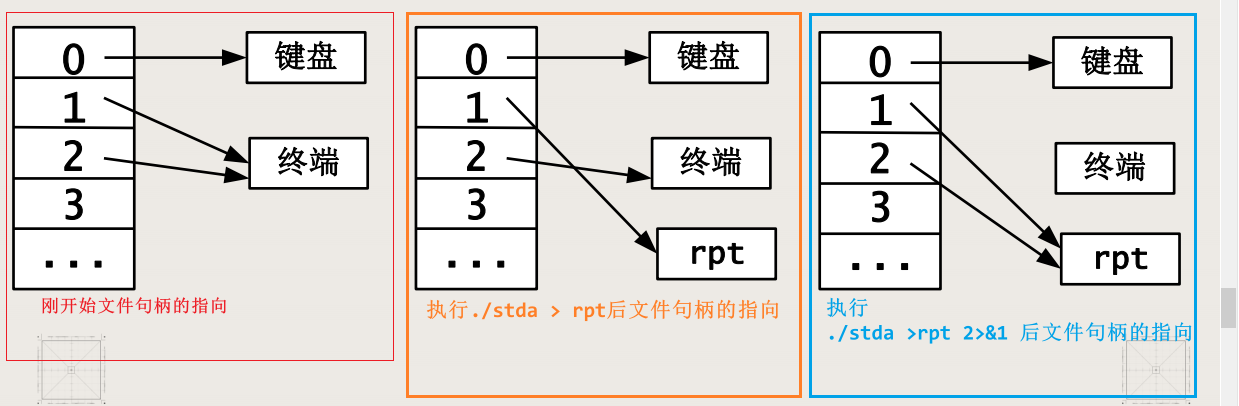 0
键盘
1
2
终端
3
...
刚开始文件句柄的指向
0
键盘
1
2
终端
3
rpt
...
执行./stda > rpt后文件句柄的指向
0
键盘
1
2
终端
3
rpt
...
执行
./stda >rpt 2>&1 后文件句柄的指向